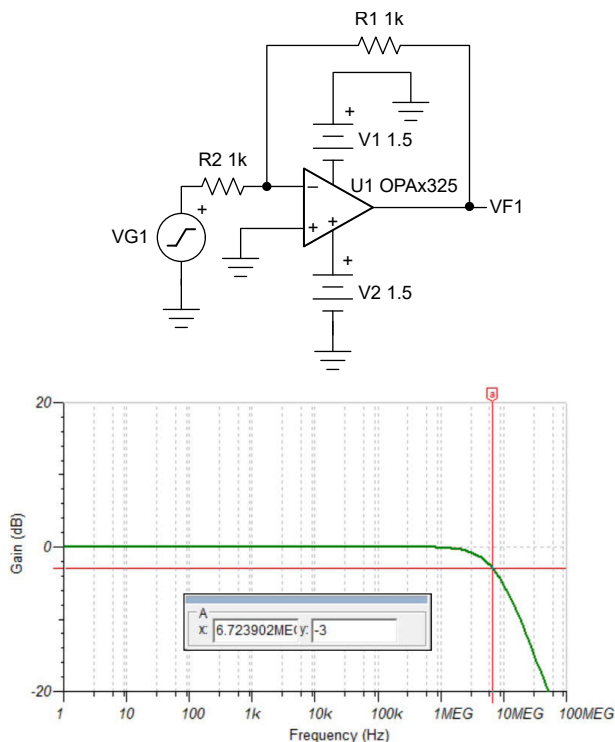 R1 1k
+
V1 1.5
R2 1k
U1 OPAx325
−
+
VG1
+
+
VF1
+
V2 1.5
a
20
0
-20
Gain (dB)
A
x: 6.723902MEG y: -3
1 10 100 1k 10k 100k 1MEG 10MEG 100MEG
Frequency (Hz)